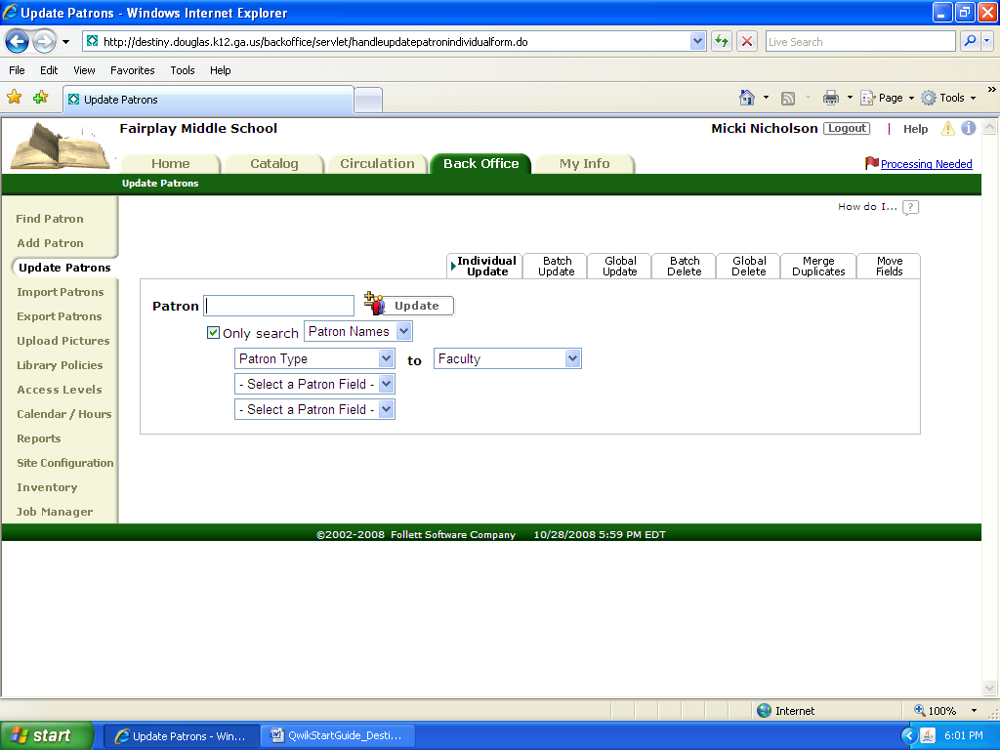 Update Patrons - Windows Internet Explorer
http://destiny.douglas.k12.ga.us/backoffice/servlet/handleupdatepatronindividualform.do
Live Search
File Edit View Favorites Tools Help
Update Patrons
Page Tools
Fairplay Middle School
Micki Nicholson Logout | Help
Home Catalog Circulation Back Office My Info
Processing Needed
Update Patrons
How do I... ?
Find Patron
Add Patron
Update Patrons
Import Patrons
Export Patrons
Upload Pictures
Library Policies
Access Levels
Calendar / Hours
Reports
Site Configuration
Inventory
Job Manager
Individual Update
Batch Update
Global Update
Batch Delete
Global Delete
Merge Duplicates
Move Fields
Patron Update
Only search Patron Names
Patron Type to Faculty
- Select a Patron Field -
- Select a Patron Field -
©2002-2008 Follett Software Company 10/28/2008 5:59 PM EDT
Internet 100%
start Update Patrons - Win... QwikStartGuide_Desti... 6:01 PM